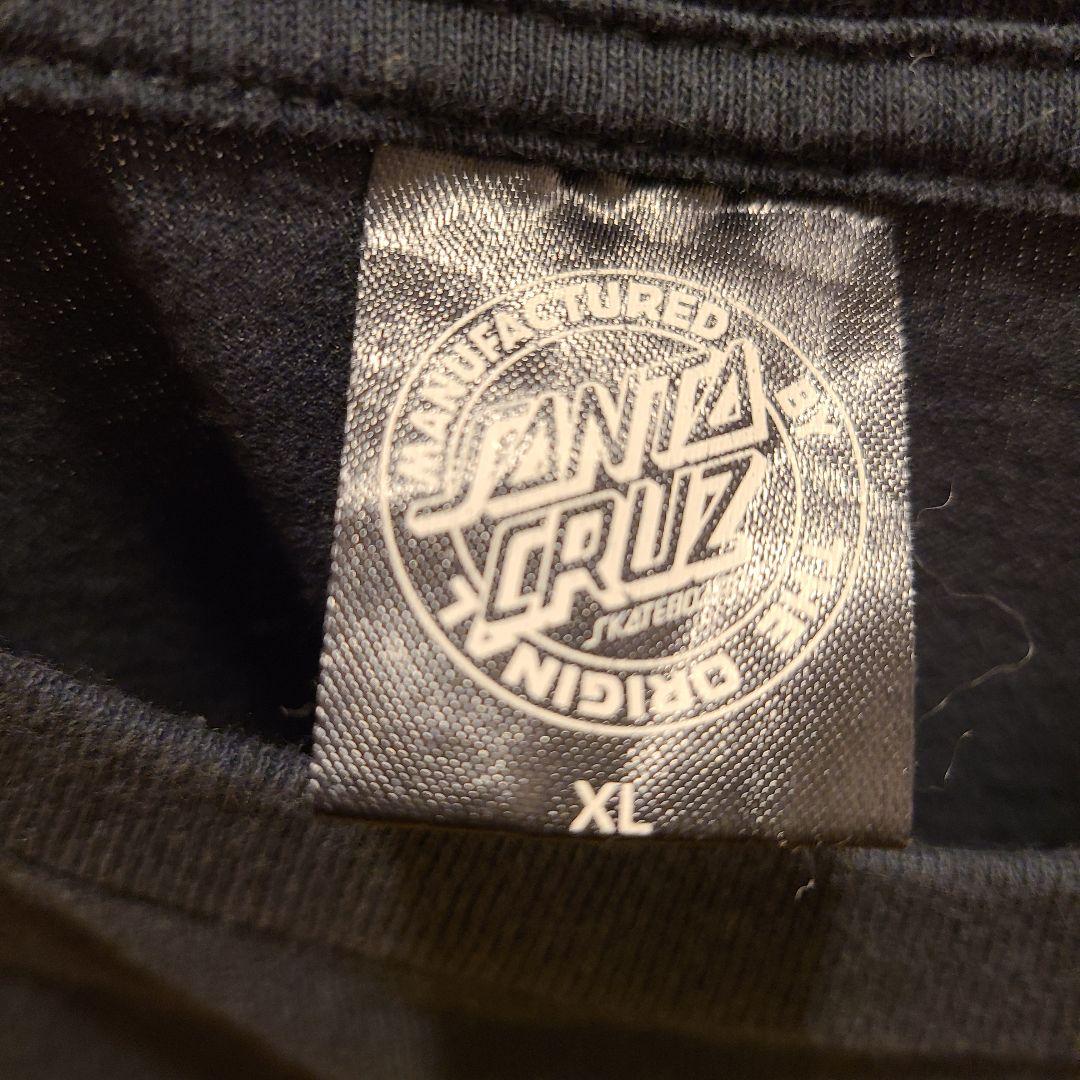 MANUFACTURED BY THE ORIGINAL
SANTA
CRUZ
XL